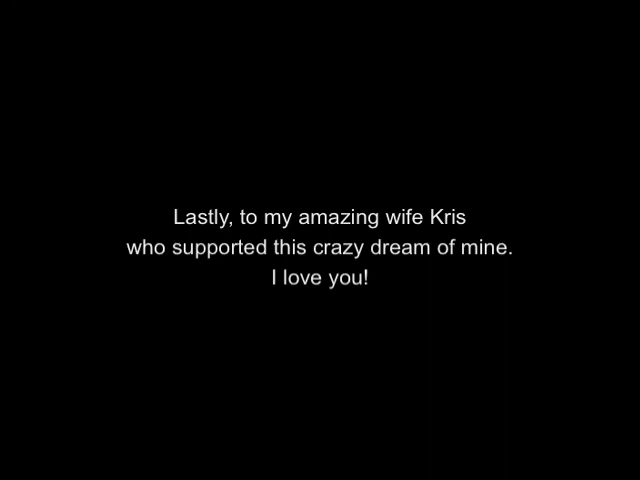 Lastly, to my amazing wife Kris
who supported this crazy dream of mine.
I love you!